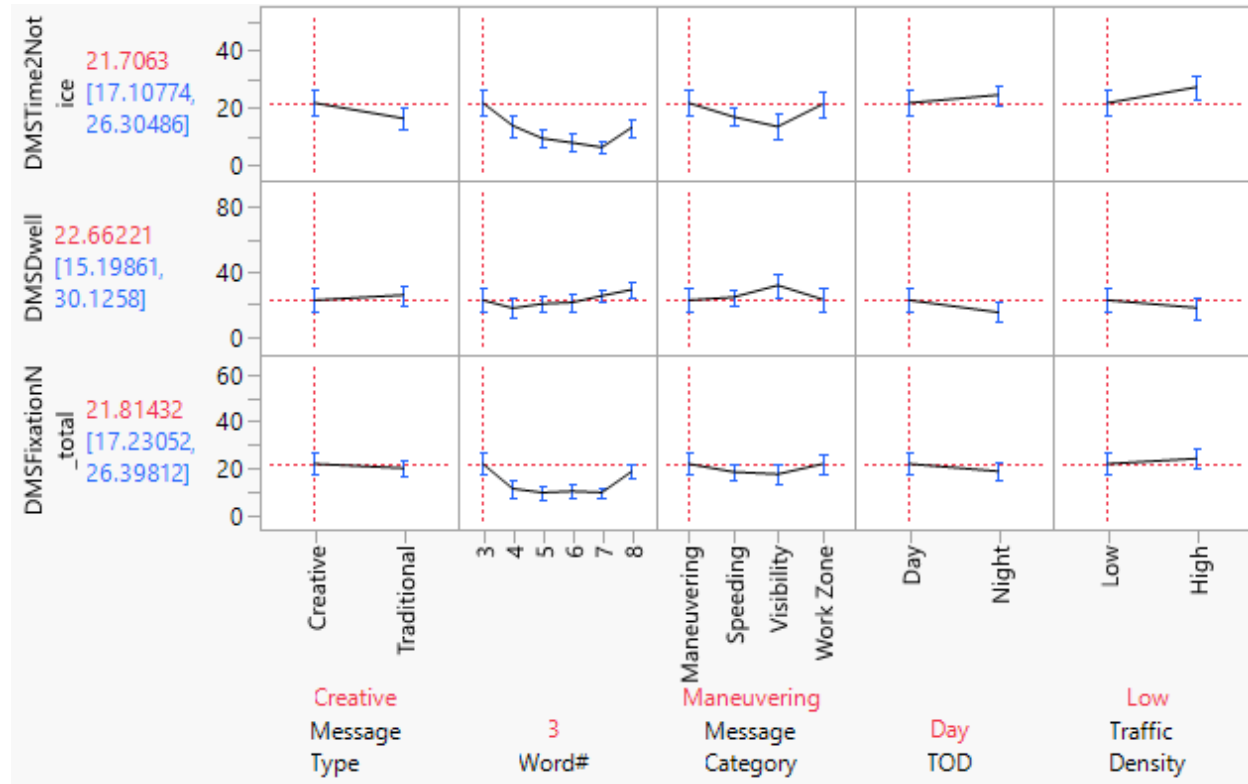 DMSTime2Not
ice
21.7063
[17.10774,
26.30486]
40
20
0
DMSDwell
22.66221
[15.19861,
30.1258]
80
40
0
DMSFixationN
_total
21.81432
[17.23052,
26.39812]
60
40
20
0
Creative
Traditional
3
4
5
6
7
8
Maneuvering
Speeding
Visibility
Work Zone
Day
Night
Low
High
Creative
Message
Type
3
Word#
Maneuvering
Message
Category
Day
TOD
Low
Traffic
Density